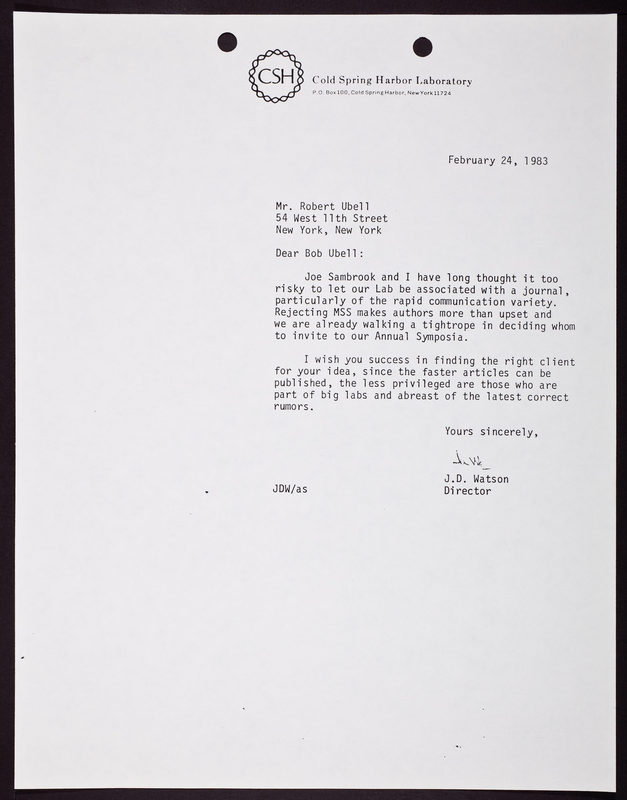 CSH
Cold Spring Harbor Laboratory
P.O. Box 100, Cold Spring Harbor, New York 11724
February 24, 1983
Mr. Robert Ubell
54 West 11th Street
New York, New York
Dear Bob Ubell:
Joe Sambrook and I have long thought it too
risky to let our Lab be associated with a journal,
particularly of the rapid communication variety.
Rejecting MSS makes authors more than upset and
we are already walking a tightrope in deciding whom
to invite to our Annual Symposia.
I wish you success in finding the right client
for your idea, since the faster articles can be
published, the less privileged are those who are
part of big labs and abreast of the latest correct
rumors.
Yours sincerely,
J.D. Watson
JDW/as
Director